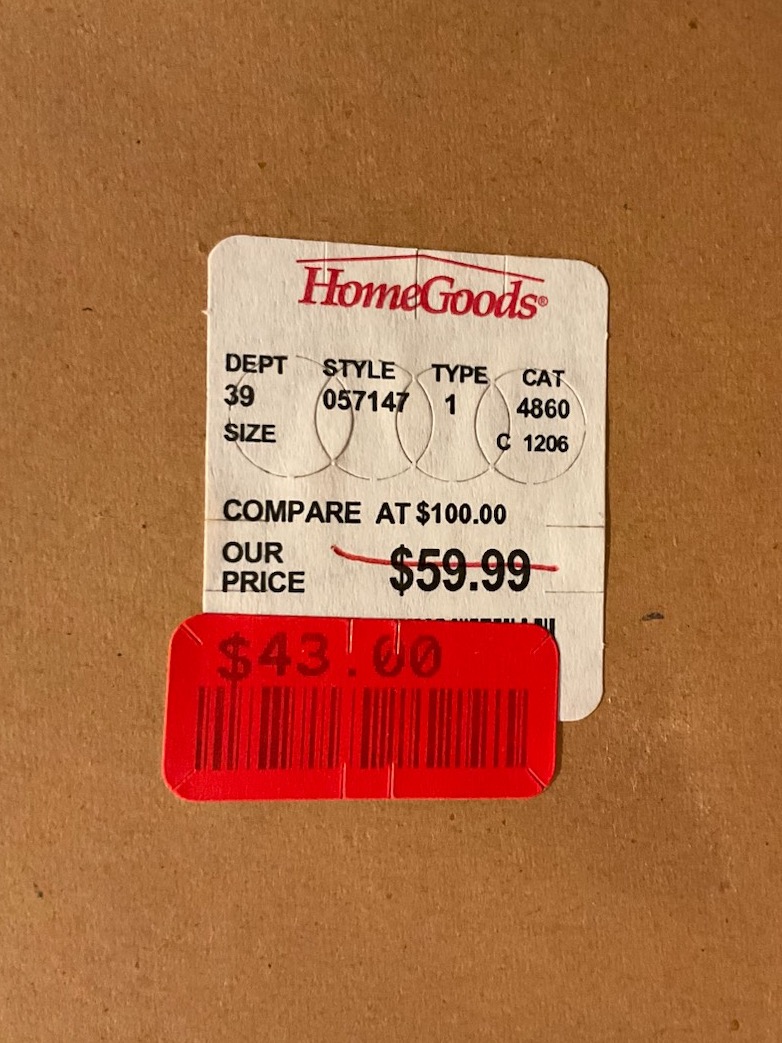 HomeGoods®
DEPT STYLE TYPE CAT
39 057147 1 4860
SIZE C 1206
COMPARE AT $100.00
OUR
PRICE $59.99
$43.00